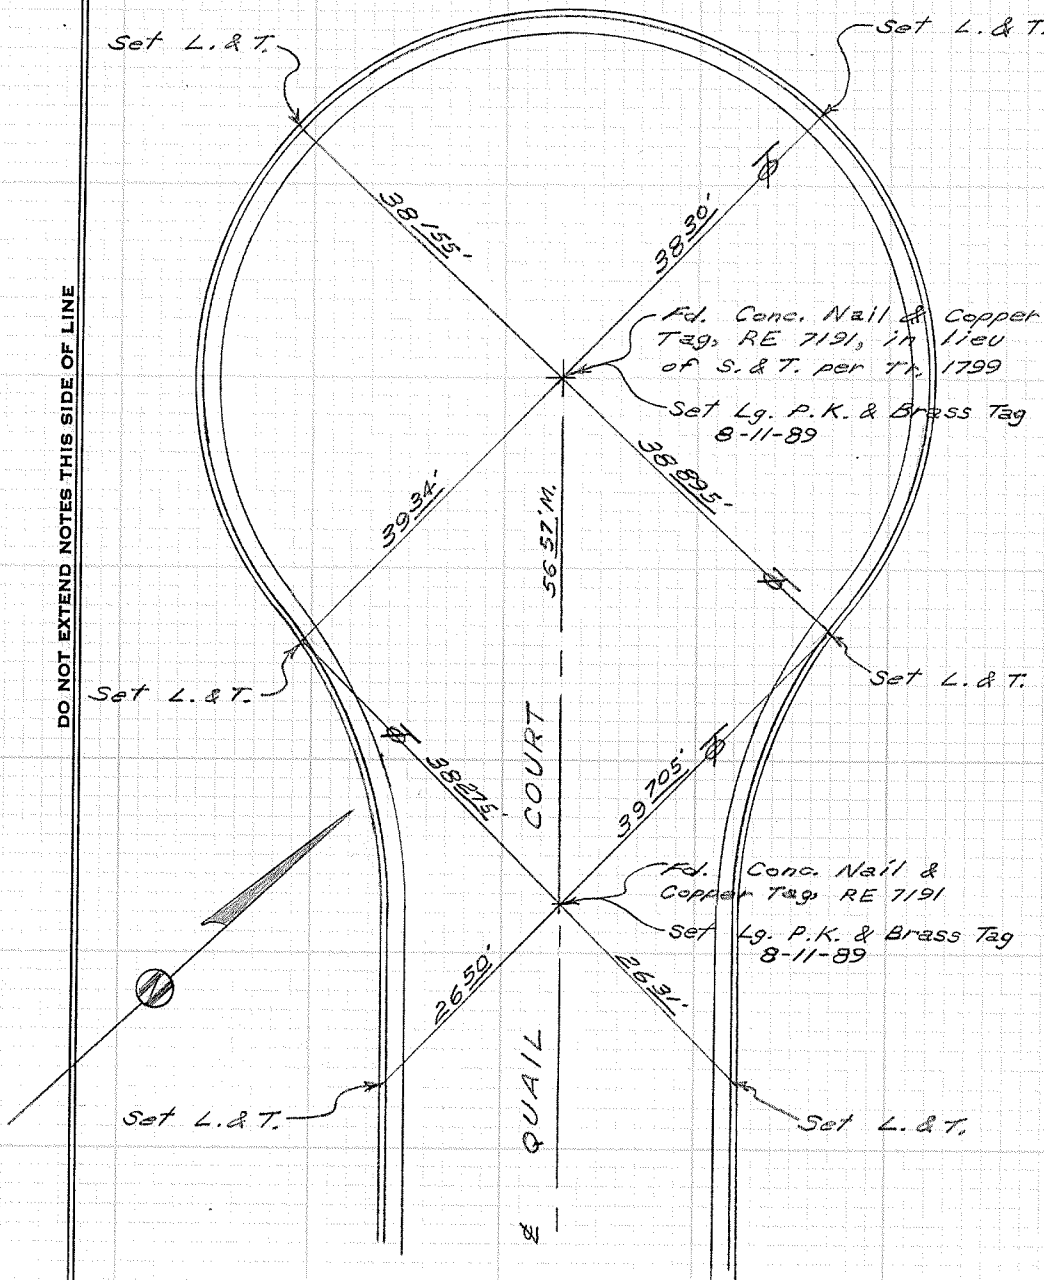 Set L. & T.
Set L. & T.
38 155'
38 30'
Fd. Conc. Nail & Copper
Tag, RE 7191, in lieu
of S. & T. per Tr. 1799
Set Lg. P.K. & Brass Tag
8-11-89
38 895'
39 34'
56 57' M.
DO NOT EXTEND NOTES THIS SIDE OF LINE
Set L. & T.
Set L. & T.
38 275'
39 705'
Fd. Conc. Nail &
Copper Tag, RE 7191
Set Lg. P.K. & Brass Tag
8-11-89
26 50'
26 31'
N
Set L. & T.
Set L. & T.
℄ QUAIL COURT